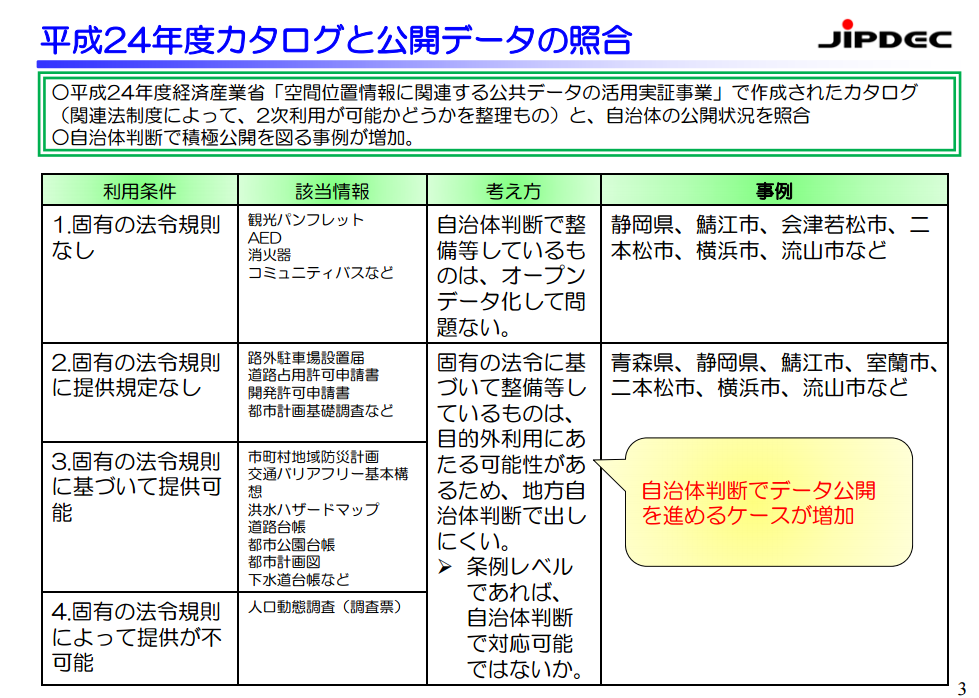 平成24年度カタログと公開データの照合
JIPDEC
○平成24年度経済産業省「空間位置情報に関連する公共データの活用実証事業」で作成されたカタログ
（関連法制度によって、2次利用が可能かどうかを整理もの）と、自治体の公開状況を照合
○自治体判断で積極公開を図る事例が増加。
利用条件
該当情報
考え方
事例
1.固有の法令規則
なし
観光パンフレット
AED
消火器
コミュニティバスなど
自治体判断で整
備等しているも
のは、オープン
データ化して問
題ない。
静岡県、鯖江市、会津若松市、二
本松市、横浜市、流山市など
2.固有の法令規則
に提供規定なし
路外駐車場設置届
道路占用許可申請書
開発許可申請書
都市計画基礎調査など
固有の法令に基
づいて整備等し
ているものは、
目的外利用にあ
たる可能性があ
るため、地方自
治体判断で出し
にくい。
➢ 条例レベル
であれば、
自治体判断
で対応可能
ではないか。
青森県、静岡県、鯖江市、室蘭市、
二本松市、横浜市、流山市など
3.固有の法令規則
に基づいて提供可
能
市町村地域防災計画
交通バリアフリー基本構
想
洪水ハザードマップ
道路台帳
都市公園台帳
都市計画図
下水道台帳など
自治体判断でデータ公開
を進めるケースが増加
4.固有の法令規則
によって提供が不
可能
人口動態調査（調査票）
3